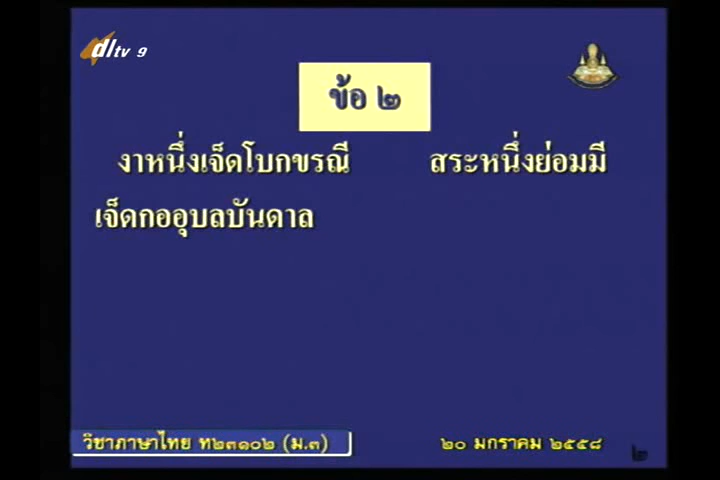 dltv 9
ข้อ ๒
งาหนึ่งเจ็ดโบกขรณี สระหนึ่งย่อมมี
เจ็ดกออุบลบันดาล
วิชาภาษาไทย ท๒๓๑๐๒ (ม.๓) ๒๐ มกราคม ๒๕๕๘ ๒